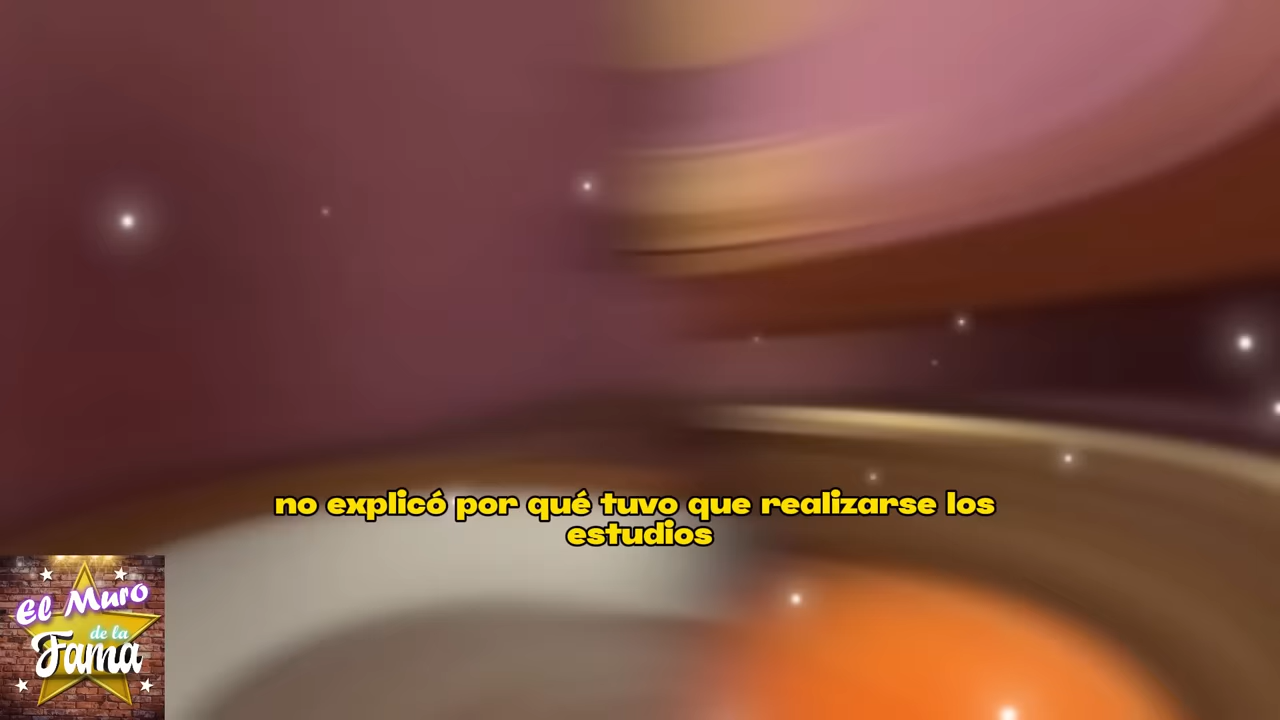 no explicó por qué tuvo que realizarse los
estudios
El Muro
de la
Fama